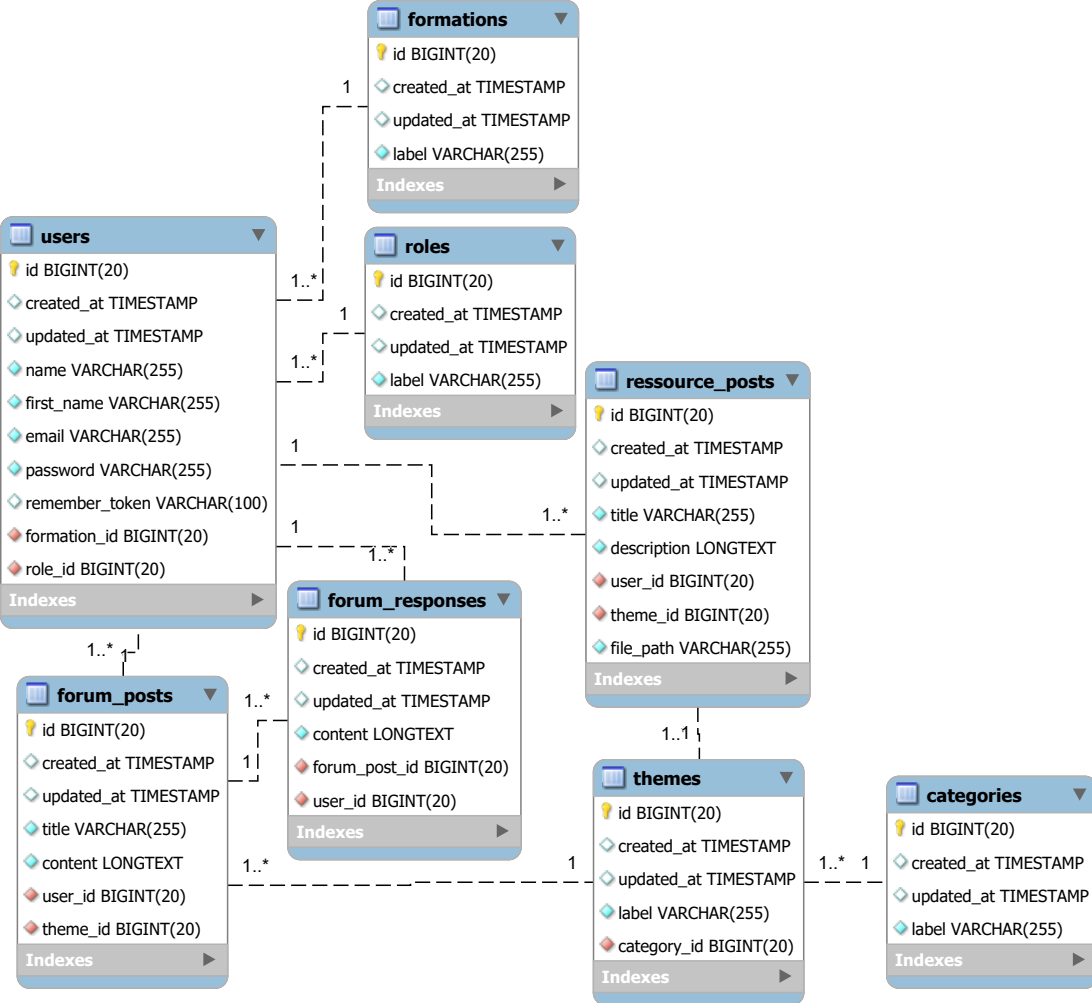 formations
id BIGINT(20)
created_at TIMESTAMP
updated_at TIMESTAMP
label VARCHAR(255)
Indexes
1
1..*
users
id BIGINT(20)
created_at TIMESTAMP
updated_at TIMESTAMP
name VARCHAR(255)
first_name VARCHAR(255)
email VARCHAR(255)
password VARCHAR(255)
remember_token VARCHAR(100)
formation_id BIGINT(20)
role_id BIGINT(20)
Indexes
roles
id BIGINT(20)
created_at TIMESTAMP
updated_at TIMESTAMP
label VARCHAR(255)
Indexes
1
1..*
1
1..*
ressource_posts
id BIGINT(20)
created_at TIMESTAMP
updated_at TIMESTAMP
title VARCHAR(255)
description LONGTEXT
user_id BIGINT(20)
theme_id BIGINT(20)
file_path VARCHAR(255)
Indexes
1
1..*
forum_responses
id BIGINT(20)
created_at TIMESTAMP
updated_at TIMESTAMP
content LONGTEXT
forum_post_id BIGINT(20)
user_id BIGINT(20)
Indexes
1..*
1
forum_posts
id BIGINT(20)
created_at TIMESTAMP
updated_at TIMESTAMP
title VARCHAR(255)
content LONGTEXT
user_id BIGINT(20)
theme_id BIGINT(20)
Indexes
1..*
1
1..*
1
1..1
themes
id BIGINT(20)
created_at TIMESTAMP
updated_at TIMESTAMP
label VARCHAR(255)
category_id BIGINT(20)
Indexes
1..*
1
categories
id BIGINT(20)
created_at TIMESTAMP
updated_at TIMESTAMP
label VARCHAR(255)
Indexes